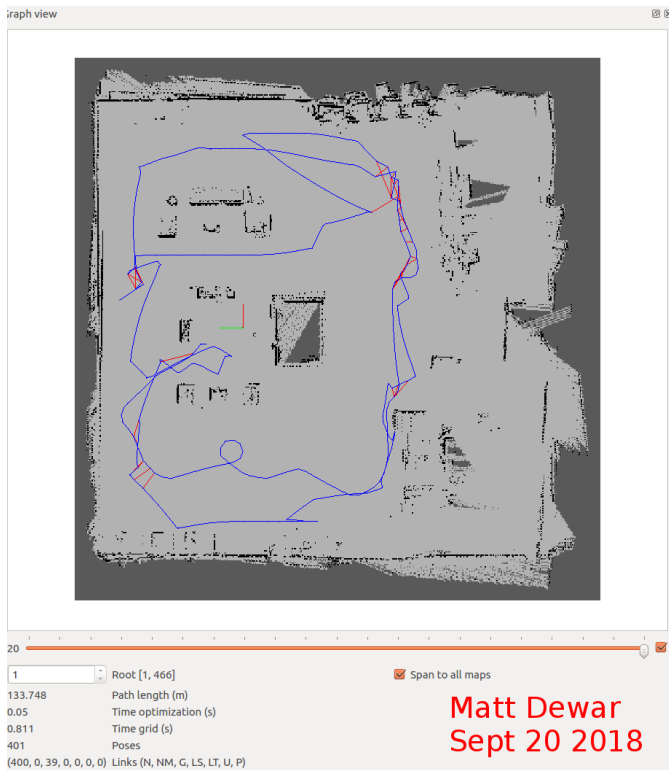 Graph view
20
1 Root [1, 466] Span to all maps
133.748 Path length (m)
0.05 Time optimization (s)
0.811 Time grid (s)
401 Poses
(400, 0, 39, 0, 0, 0, 0) Links (N, NM, G, LS, LT, U, P)
Matt Dewar
Sept 20 2018